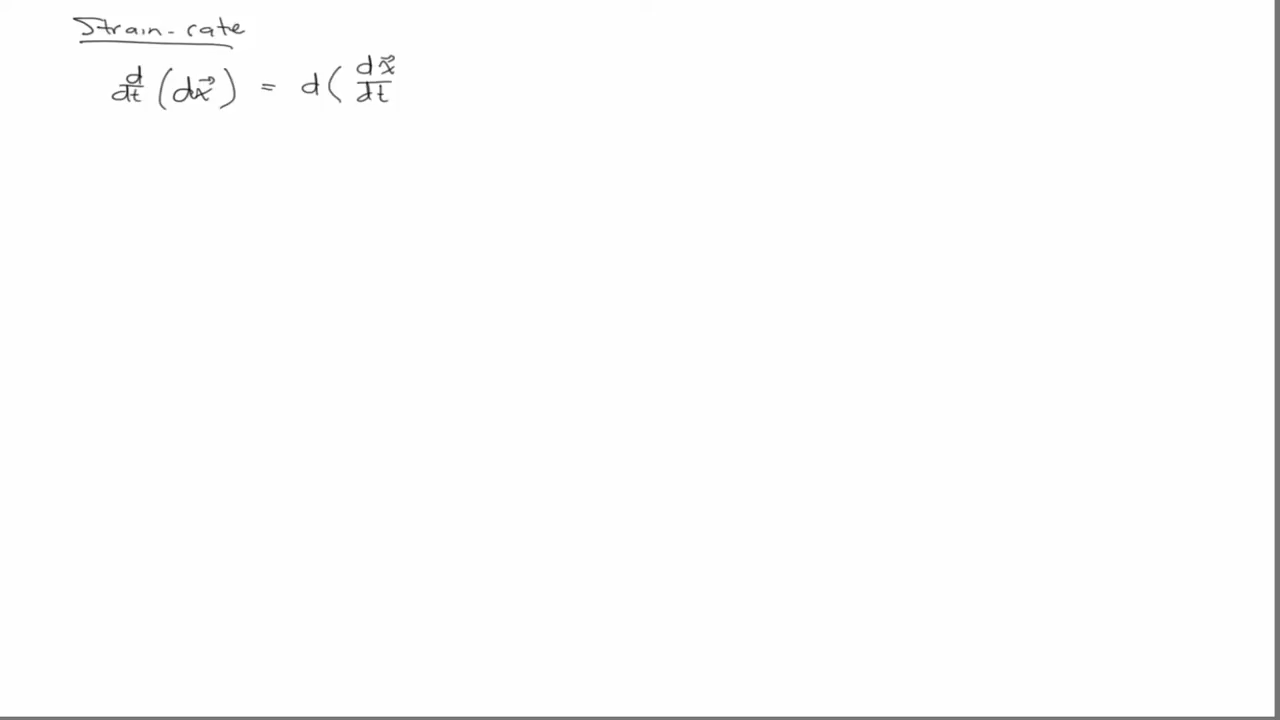 Strain-rate
d/dt (dx⃗) = d( dx⃗/dt